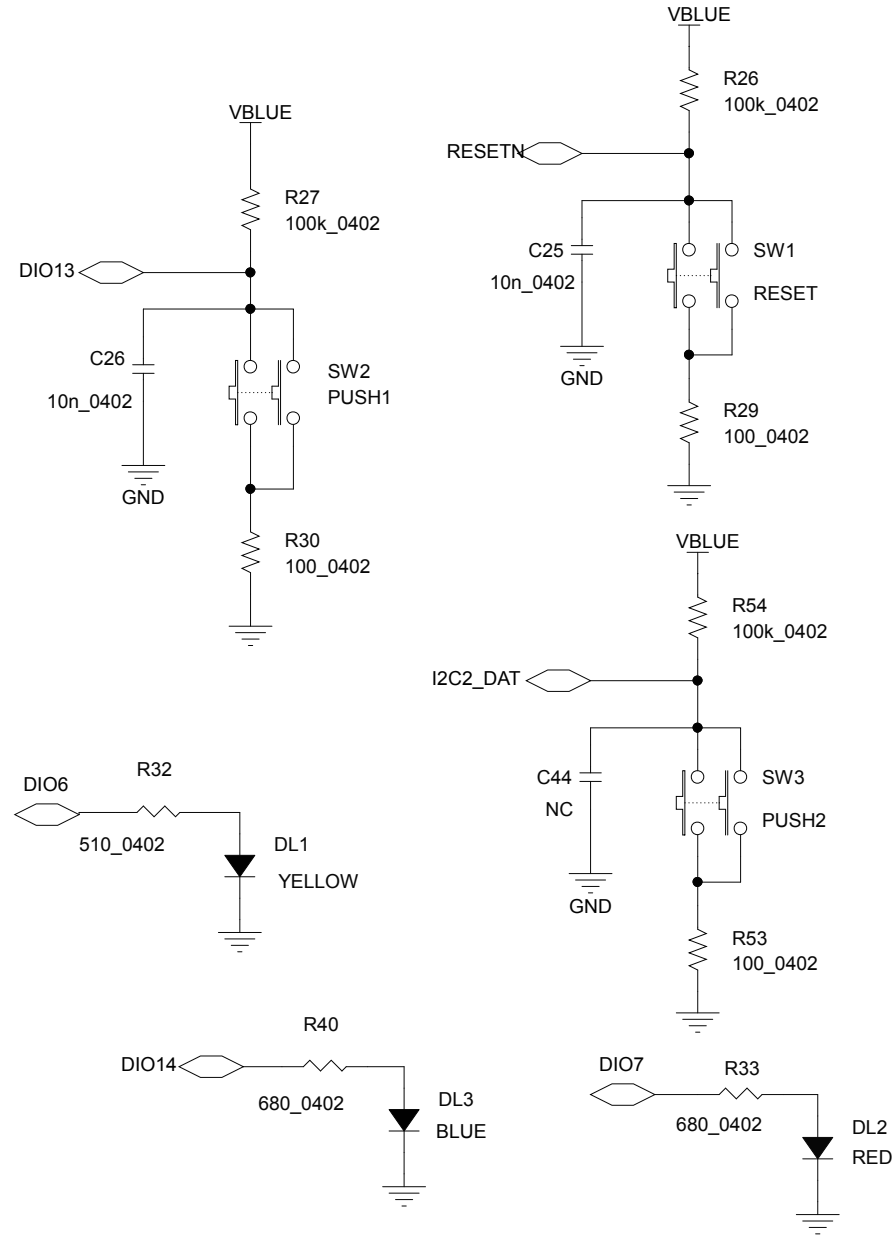 VBLUE
R26
100k_0402
RESETN
C25
10n_0402
SW1
RESET
GND
R29
100_0402
VBLUE
R27
100k_0402
DIO13
C26
10n_0402
SW2
PUSH1
GND
R30
100_0402
VBLUE
R54
100k_0402
I2C2_DAT
C44
NC
SW3
PUSH2
GND
R53
100_0402
R32
DIO6
510_0402
DL1
YELLOW
R40
DIO14
680_0402
DL3
BLUE
DIO7
R33
680_0402
DL2
RED